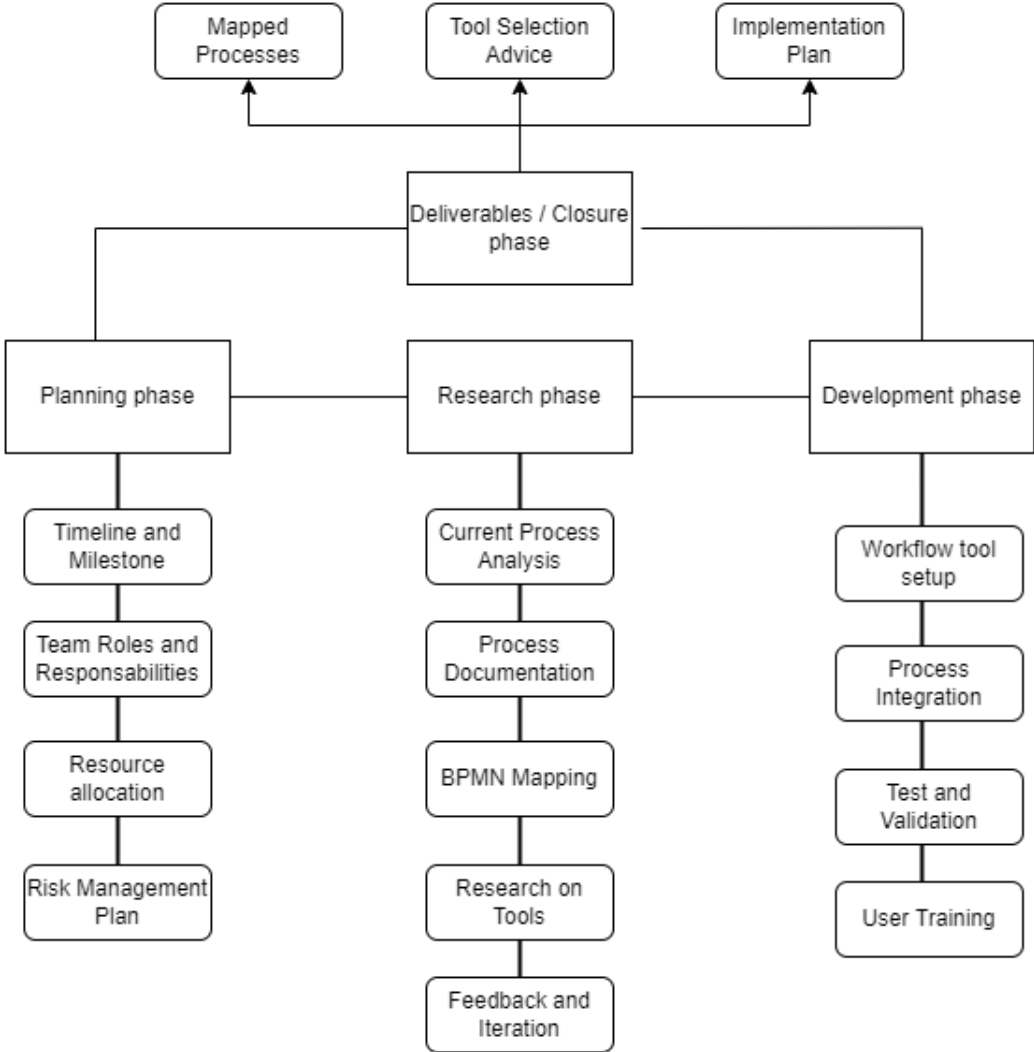 Mapped
Processes
Tool Selection
Advice
Implementation
Plan
Deliverables / Closure
phase
Planning phase
Research phase
Development phase
Timeline and
Milestone
Team Roles and
Responsabilities
Resource
allocation
Risk Management
Plan
Current Process
Analysis
Process
Documentation
BPMN Mapping
Research on
Tools
Feedback and
Iteration
Workflow tool
setup
Process
Integration
Test and
Validation
User Training